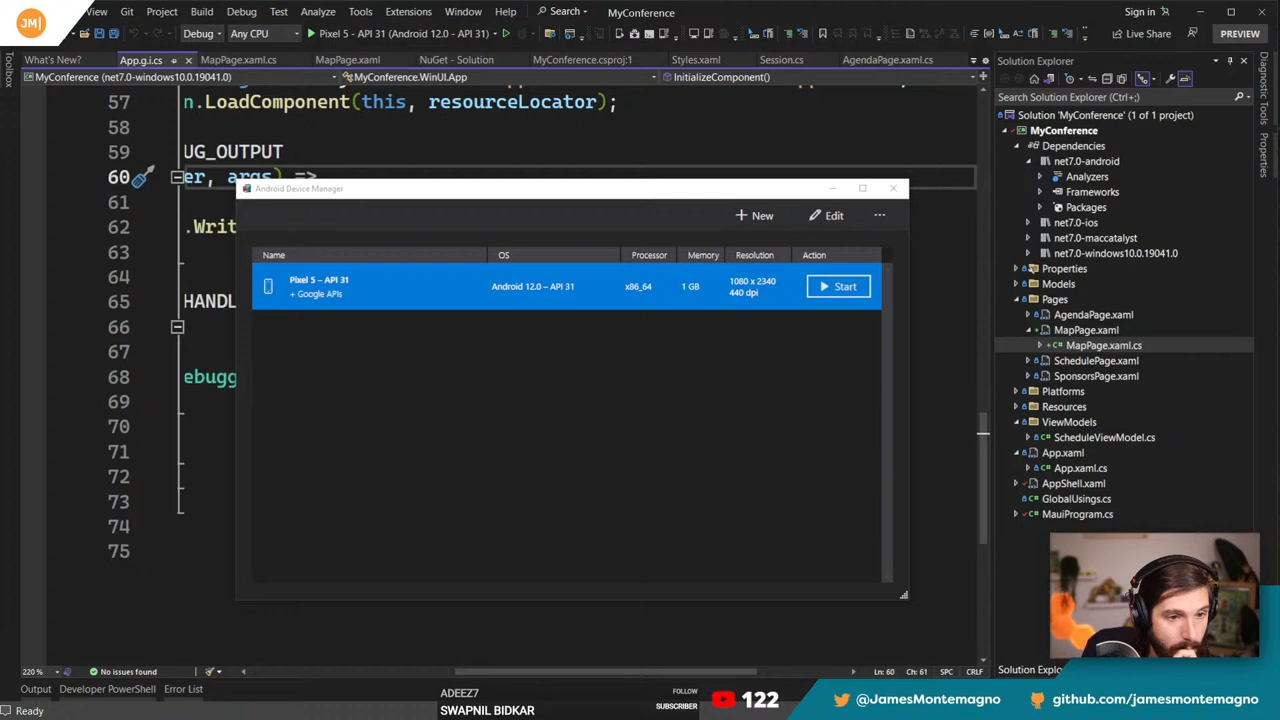 JM|
Git Project Build Debug Test Analyze Tools Extensions Window Help Search MyConference Sign in
Debug Any CPU Pixel 5 - API 31 (Android 12.0 - API 31) Live Share PREVIEW
What's New? App.g.i.cs MapPage.xaml.cs MapPage.xaml NuGet - Solution MyConference.csproj:1 Styles.xaml Session.cs AgendaPage.xaml.cs
MyConference (net7.0-windows10.0.19041.0) MyConference.WinUI.App InitializeComponent()
Toolbox
57 n.LoadComponent(this, resourceLocator);
58
59 UG_OUTPUT
60 er, args) =>
61
62 .Writ
63
64
65 HANDL
66
67
68 ebugg
69
70
71
72
73
74
75
Android Device Manager
+ New Edit ...
Name OS Processor Memory Resolution Action
Pixel 5 – API 31
+ Google APIs
Android 12.0 – API 31 x86_64 1 GB
1080 x 2340
440 dpi
Start
Solution Explorer
Search Solution Explorer (Ctrl+;)
Solution 'MyConference' (1 of 1 project)
MyConference
Dependencies
net7.0-android
Analyzers
Frameworks
Packages
net7.0-ios
net7.0-maccatalyst
net7.0-windows10.0.19041.0
Properties
Models
Pages
AgendaPage.xaml
MapPage.xaml
MapPage.xaml.cs
SchedulePage.xaml
SponsorsPage.xaml
Platforms
Resources
ViewModels
ScheduleViewModel.cs
App.xaml
App.xaml.cs
AppShell.xaml
GlobalUsings.cs
MauiProgram.cs
Solution Explo
Diagnostic Tools
Properties
220 % No issues found Ln: 60 Ch: 61 SPC CRLF
Output Developer PowerShell Error List
Ready
ADEEZ7
SWAPNIL BIDKAR
FOLLOW
SUBSCRIBER
122
@JamesMontemagno
github.com/jamesmontemagno